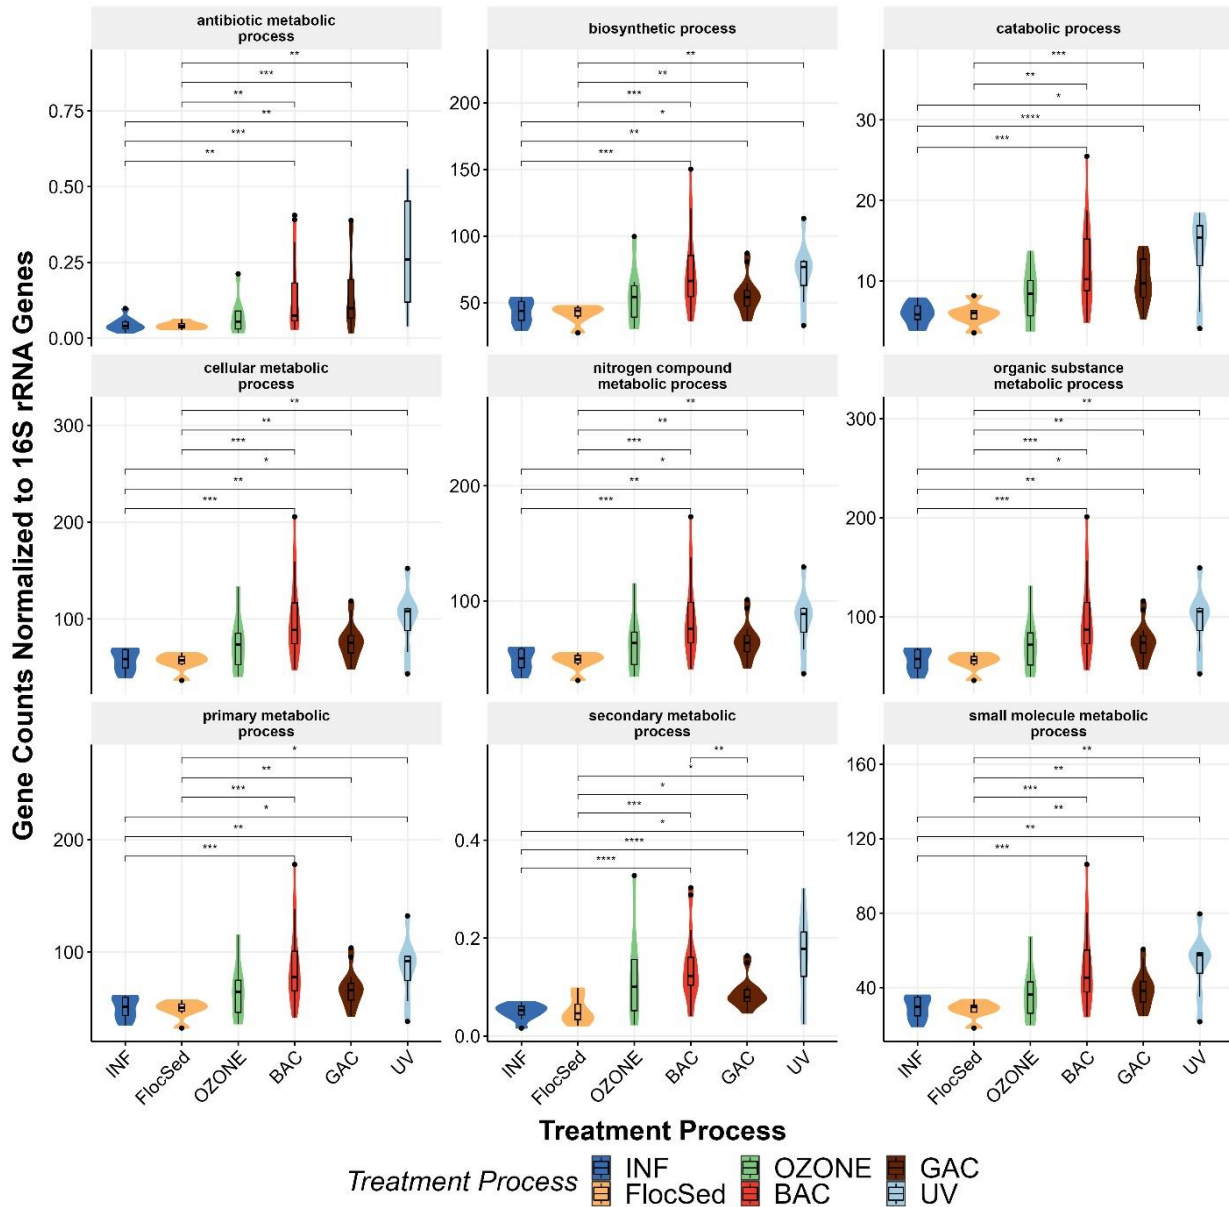 Gene Counts Normalized to 16S rRNA Genes
antibiotic metabolic
process
**
***
**
**
***
**
0.75
0.50
0.25
0.00
biosynthetic process
**
**
***
*
**
***
200
150
100
50
catabolic process
***
**
*
****
***
30
20
10
cellular metabolic
process
**
**
***
*
**
***
300
200
100
nitrogen compound
metabolic process
**
**
***
*
**
***
200
100
organic substance
metabolic process
**
**
***
*
**
***
300
200
100
primary metabolic
process
*
**
***
*
**
***
200
100
INF
FlocSed
OZONE
BAC
GAC
UV
secondary metabolic
process
**
*
*
***
*
****
****
0.4
0.2
0.0
INF
FlocSed
OZONE
BAC
GAC
UV
small molecule metabolic
process
**
**
***
**
**
***
160
120
80
40
INF
FlocSed
OZONE
BAC
GAC
UV
Treatment Process
Treatment Process
INF
FlocSed
OZONE
BAC
GAC
UV